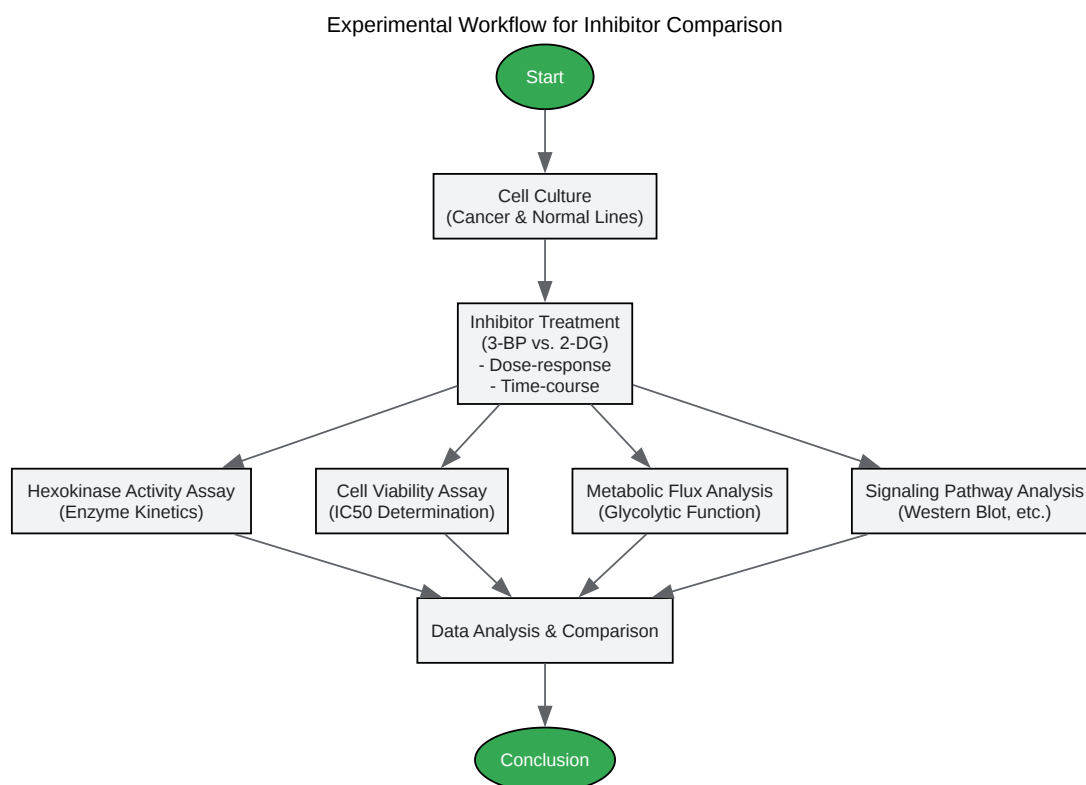 Experimental Workflow for Inhibitor Comparison
Start
Cell Culture
(Cancer & Normal Lines)
Inhibitor Treatment
(3-BP vs. 2-DG)
- Dose-response
- Time-course
Hexokinase Activity Assay
(Enzyme Kinetics)
Cell Viability Assay
(IC50 Determination)
Metabolic Flux Analysis
(Glycolytic Function)
Signaling Pathway Analysis
(Western Blot, etc.)
Data Analysis & Comparison
Conclusion